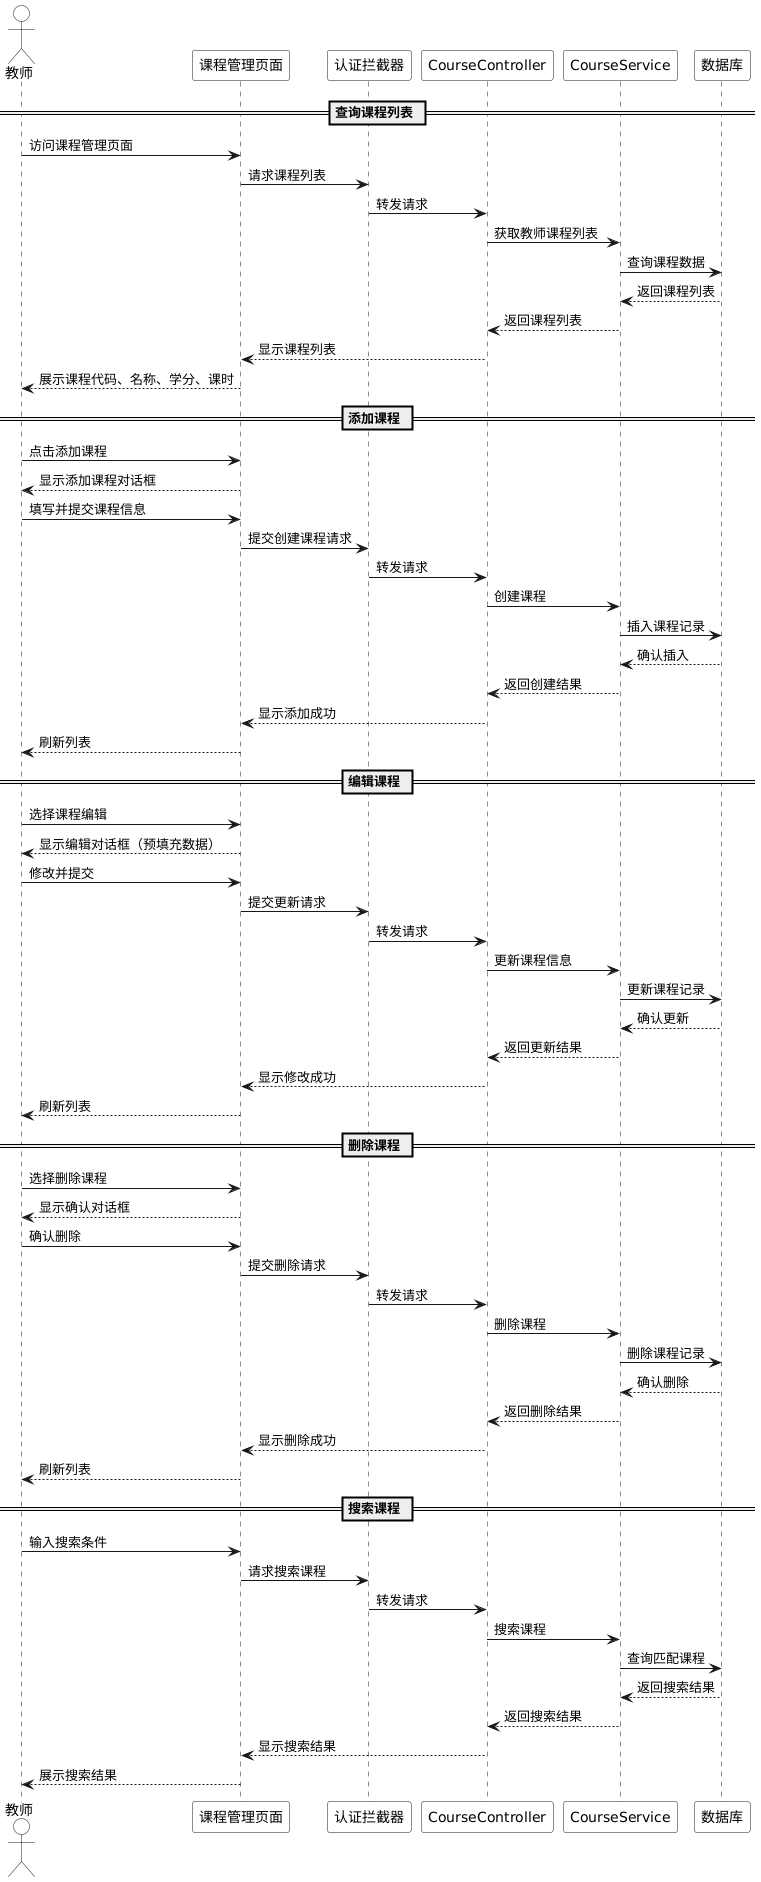 教师
课程管理页面
认证拦截器
CourseController
CourseService
数据库
查询课程列表
访问课程管理页面
请求课程列表
转发请求
获取教师课程列表
查询课程数据
返回课程列表
返回课程列表
显示课程列表
展示课程代码、名称、学分、课时
添加课程
点击添加课程
显示添加课程对话框
填写并提交课程信息
提交创建课程请求
转发请求
创建课程
插入课程记录
确认插入
返回创建结果
显示添加成功
刷新列表
编辑课程
选择课程编辑
显示编辑对话框（预填充数据）
修改并提交
提交更新请求
转发请求
更新课程信息
更新课程记录
确认更新
返回更新结果
显示修改成功
刷新列表
删除课程
选择删除课程
显示确认对话框
确认删除
提交删除请求
转发请求
删除课程
删除课程记录
确认删除
返回删除结果
显示删除成功
刷新列表
搜索课程
输入搜索条件
请求搜索课程
转发请求
搜索课程
查询匹配课程
返回搜索结果
返回搜索结果
显示搜索结果
展示搜索结果
教师
课程管理页面
认证拦截器
CourseController
CourseService
数据库